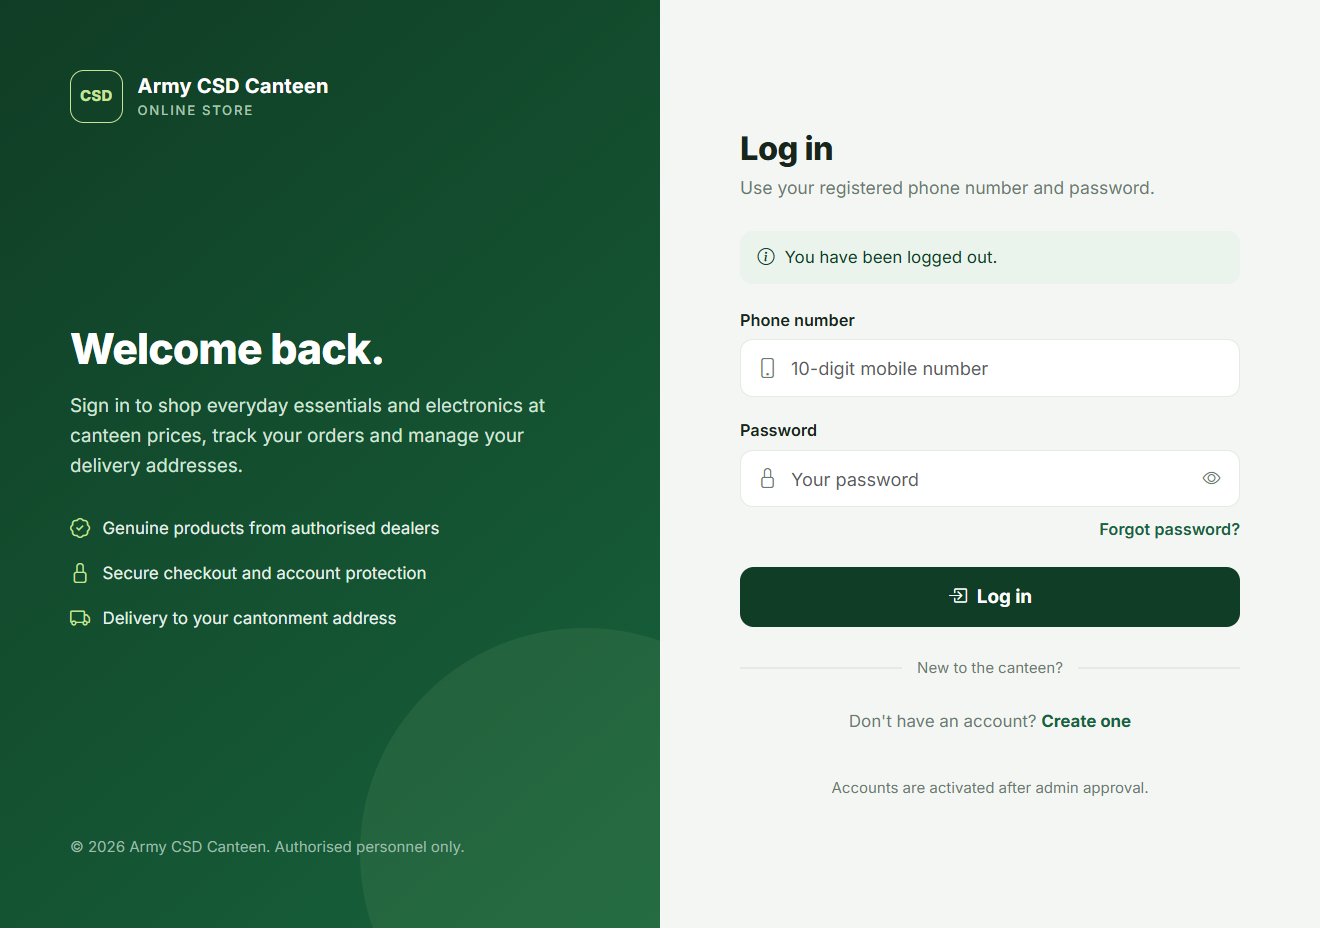 CSD
Army CSD Canteen
ONLINE STORE
Welcome back.
Sign in to shop everyday essentials and electronics at
canteen prices, track your orders and manage your
delivery addresses.
Genuine products from authorised dealers
Secure checkout and account protection
Delivery to your cantonment address
© 2026 Army CSD Canteen. Authorised personnel only.
Log in
Use your registered phone number and password.
You have been logged out.
Phone number
10-digit mobile number
Password
Your password
Forgot password?
Log in
New to the canteen?
Don't have an account? Create one
Accounts are activated after admin approval.